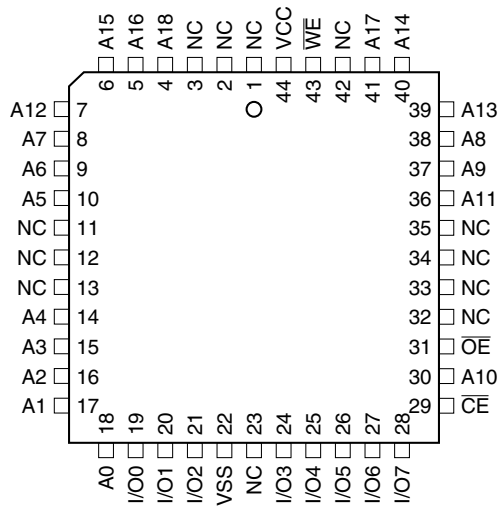 A15 A16 A18 NC NC NC VCC W̅E̅ NC A17 A14
6 5 4 3 2 1 44 43 42 41 40
A12 7 39 A13
A7 8 38 A8
A6 9 37 A9
A5 10 36 A11
NC 11 35 NC
NC 12 34 NC
NC 13 33 NC
A4 14 32 NC
A3 15 31 O̅E̅
A2 16 30 A10
A1 17 29 C̅E̅
18 19 20 21 22 23 24 25 26 27 28
A0 I/O0 I/O1 I/O2 VSS NC I/O3 I/O4 I/O5 I/O6 I/O7